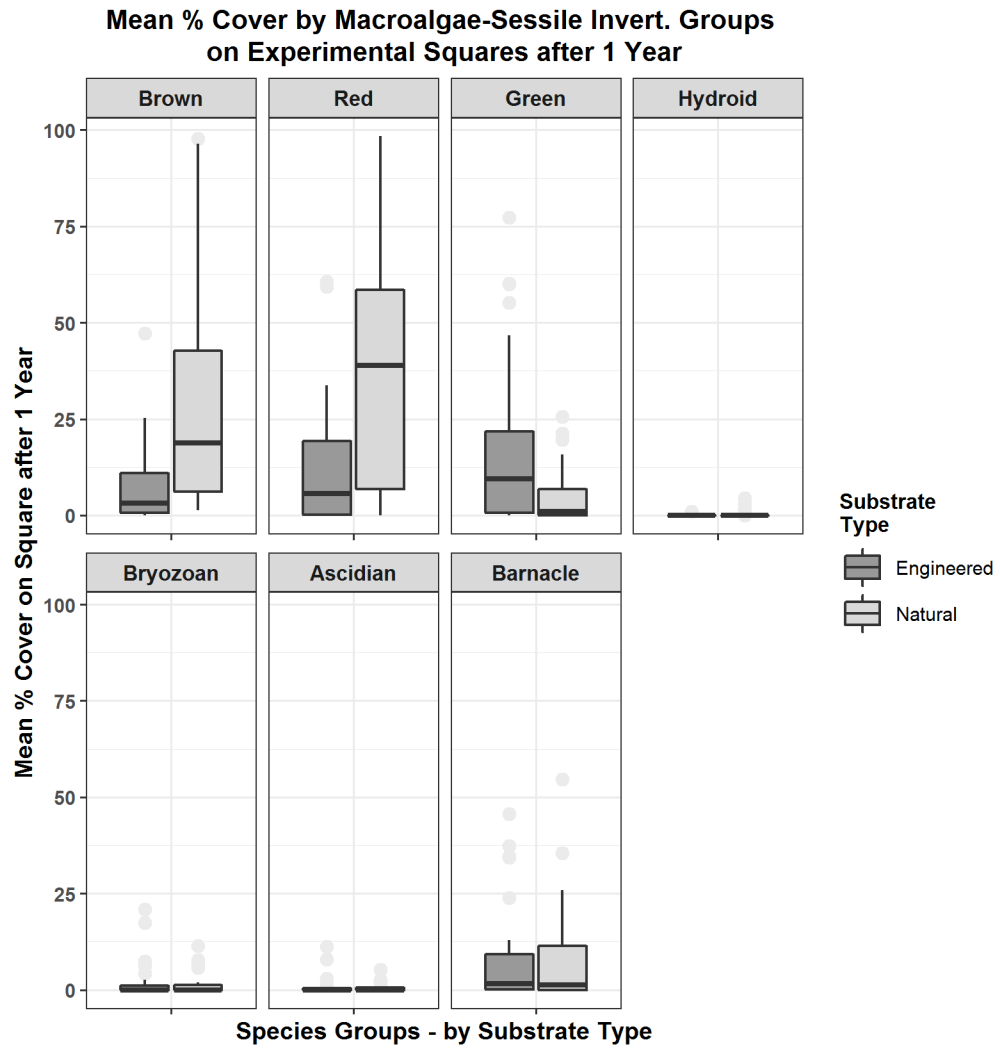 Mean % Cover by Macroalgae-Sessile Invert. Groups
on Experimental Squares after 1 Year
Brown
Red
Green
Hydroid
100
75
50
25
0
Bryozoan
Ascidian
Barnacle
100
75
50
25
0
Mean % Cover on Square after 1 Year
Species Groups - by Substrate Type
Substrate
Type
Engineered
Natural